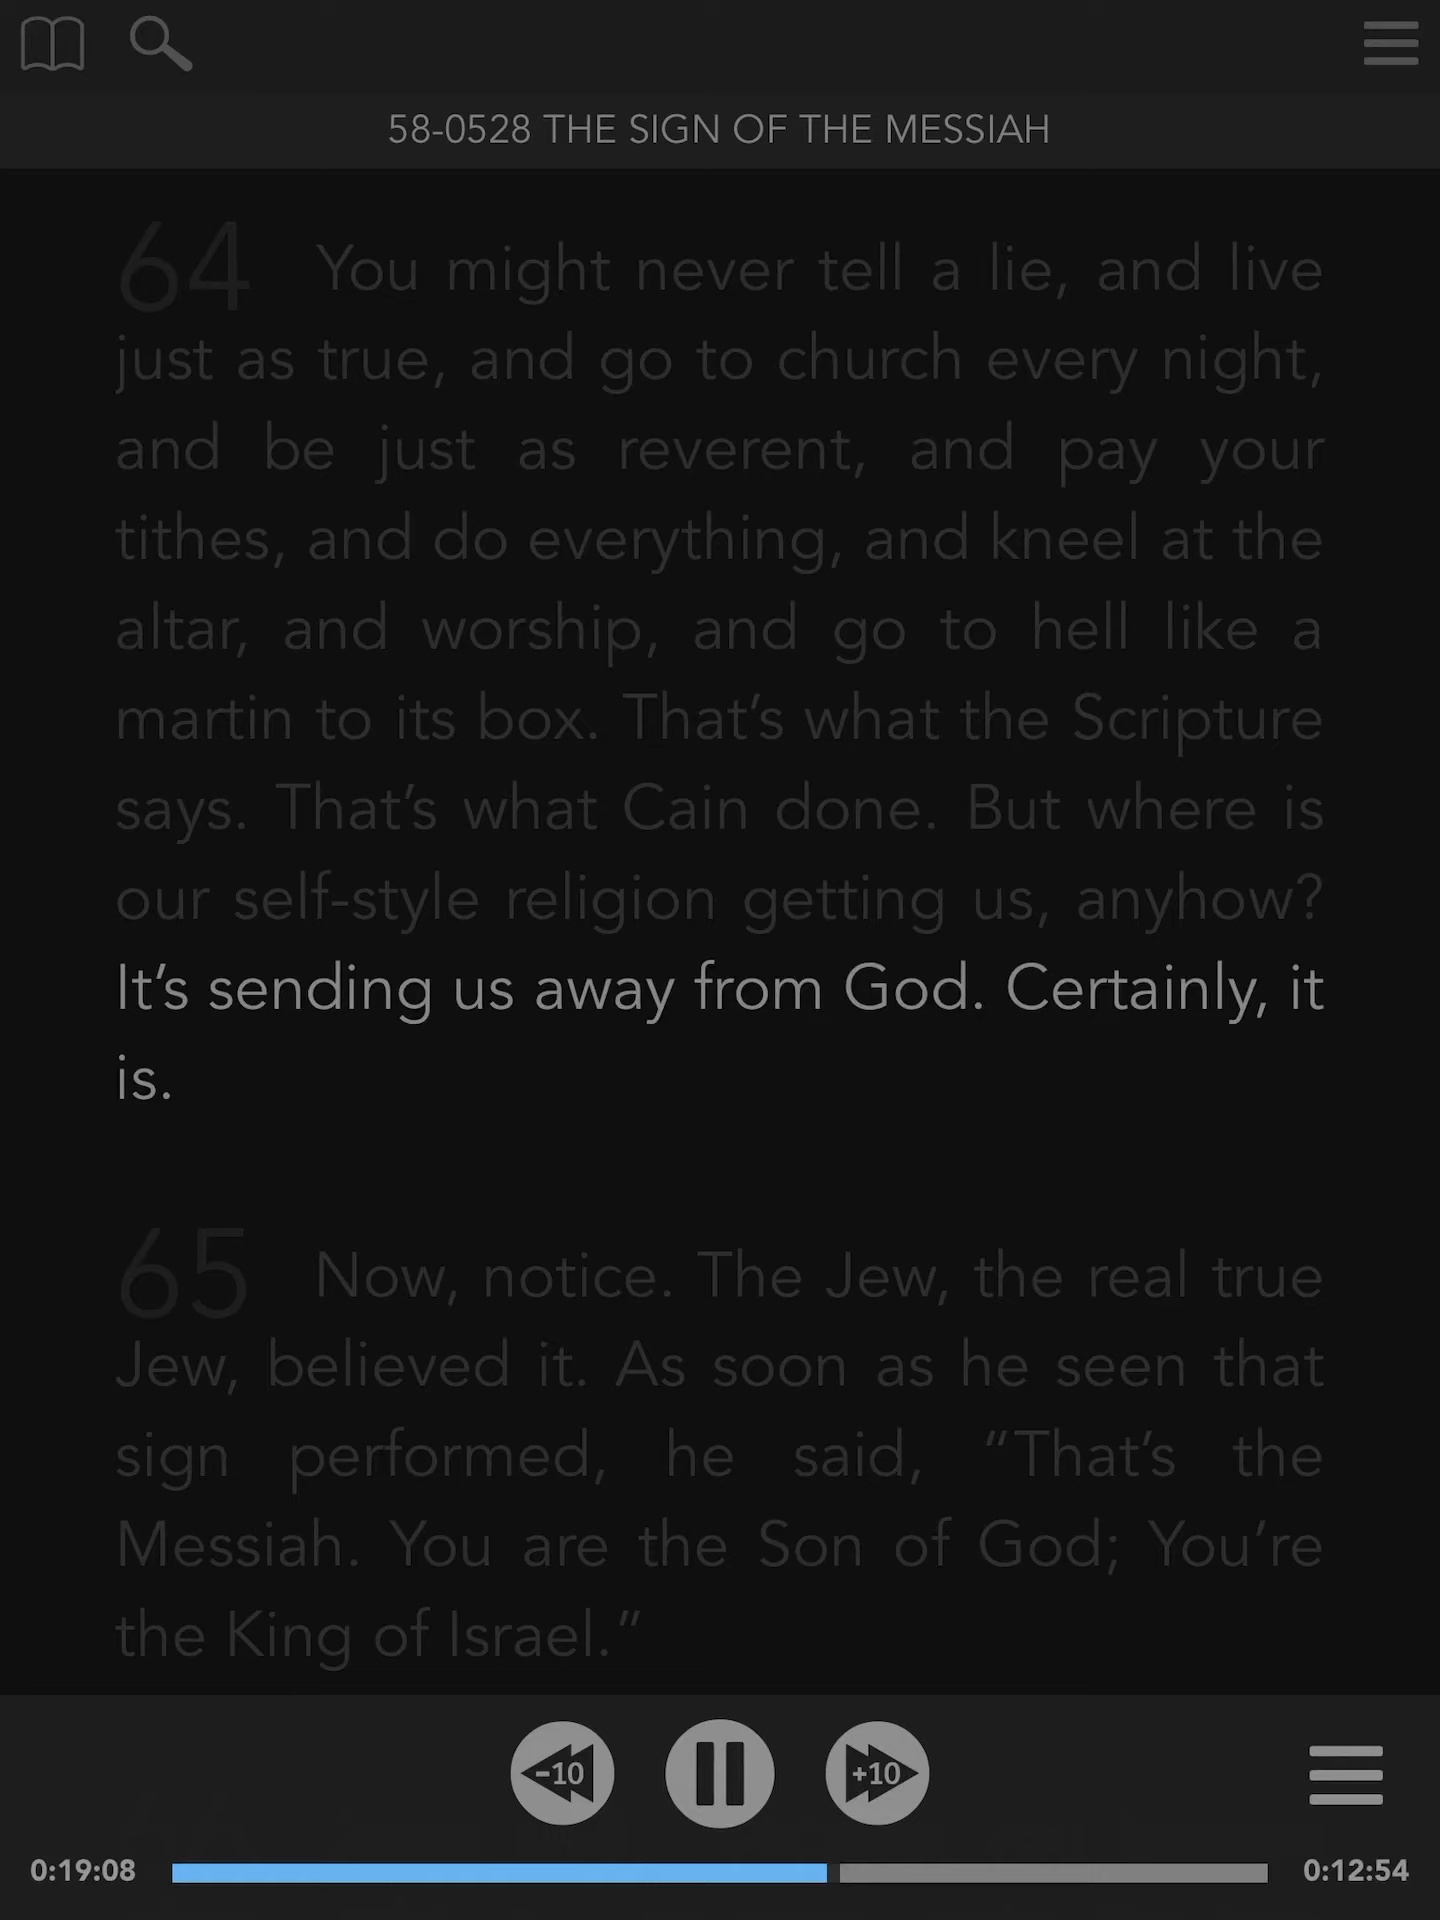 58-0528 THE SIGN OF THE MESSIAH
64 You might never tell a lie, and live
just as true, and go to church every night,
and be just as reverent, and pay your
tithes, and do everything, and kneel at the
altar, and worship, and go to hell like a
martin to its box. That’s what the Scripture
says. That’s what Cain done. But where is
our self-style religion getting us, anyhow?
It’s sending us away from God. Certainly, it
is.
65 Now, notice. The Jew, the real true
Jew, believed it. As soon as he seen that
sign performed, he said, “That’s the
Messiah. You are the Son of God; You’re
the King of Israel.”
-10 +10
0:19:08 0:12:54